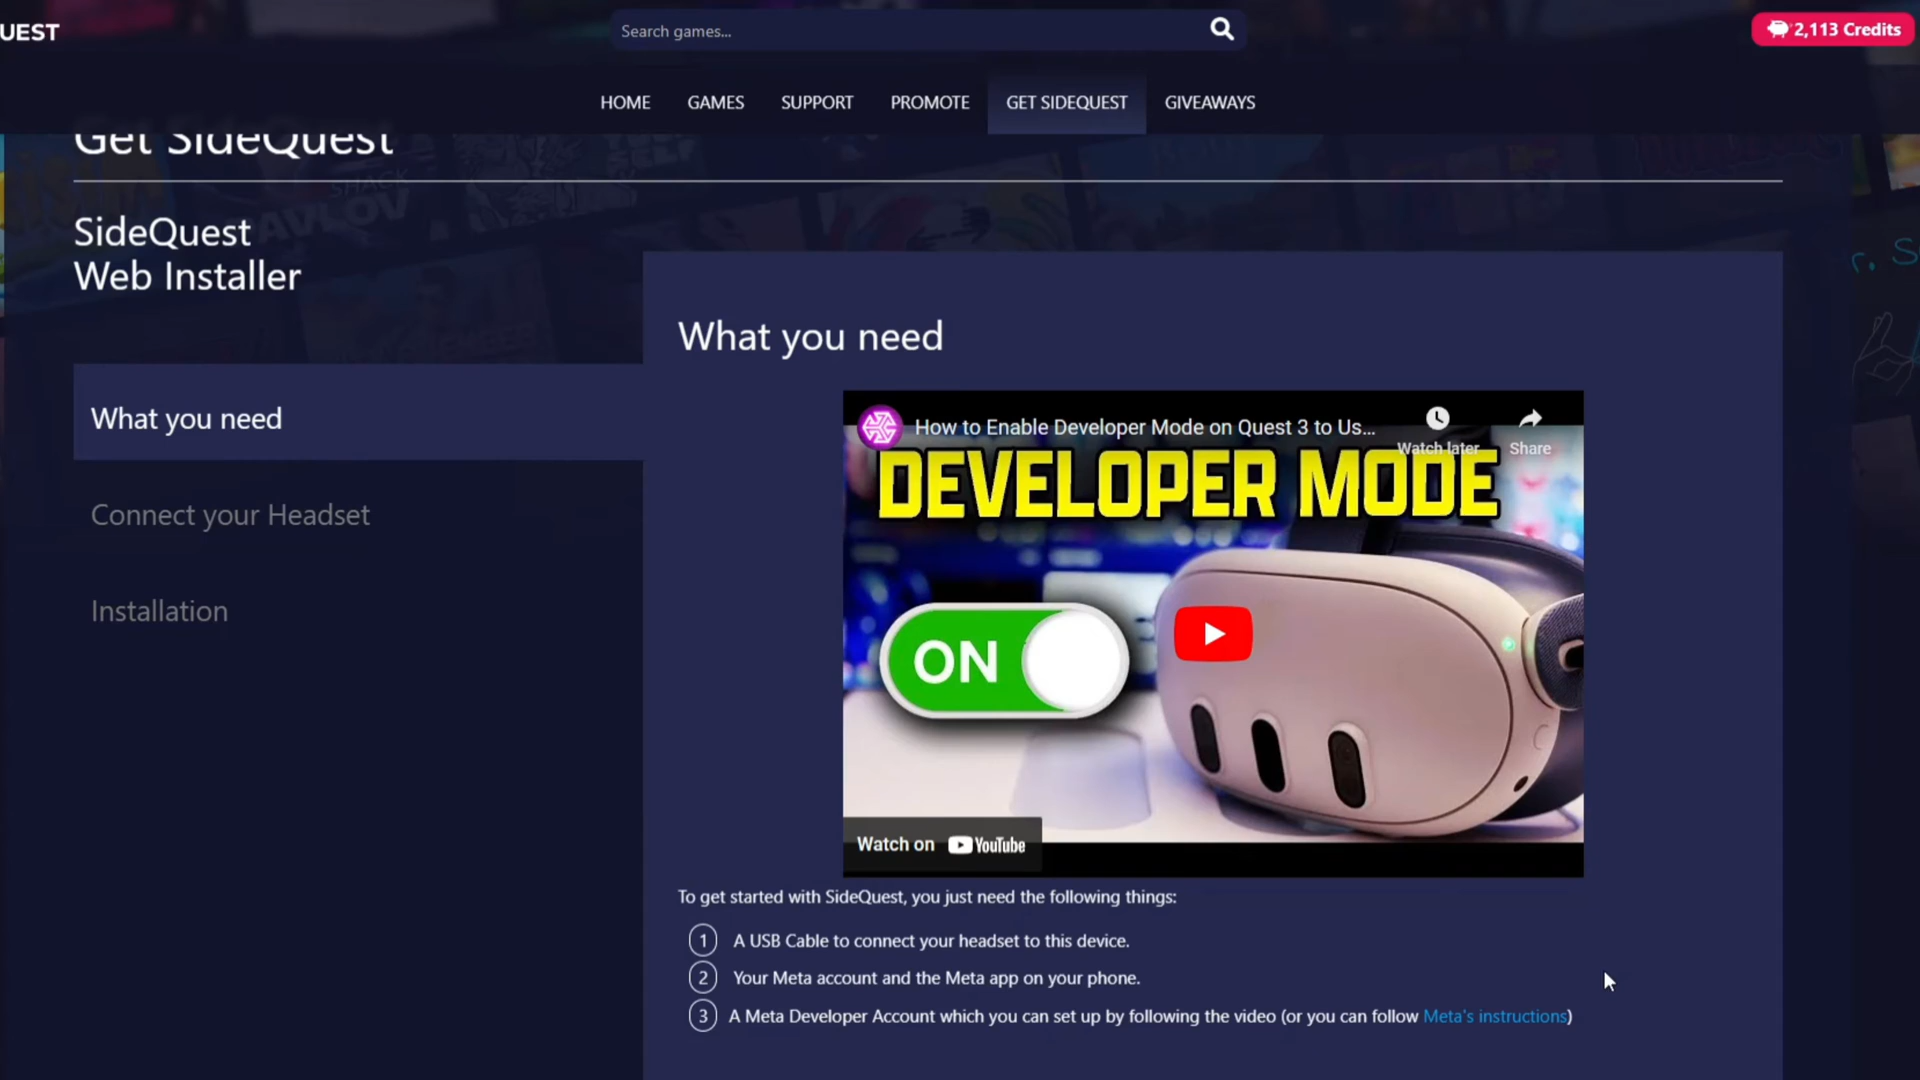 UEST
Search games...
2,113 Credits
HOME
GAMES
SUPPORT
PROMOTE
GET SIDEQUEST
GIVEAWAYS
Get SideQuest
SHACK
PAVLOV
SideQuest
Web Installer
What you need
Connect your Headset
Installation
What you need
How to Enable Developer Mode on Quest 3 to Us...
Watch later
Share
DEVELOPER MODE
ON
Watch on YouTube
To get started with SideQuest, you just need the following things:
1 A USB Cable to connect your headset to this device.
2 Your Meta account and the Meta app on your phone.
3 A Meta Developer Account which you can set up by following the video (or you can follow Meta's instructions)